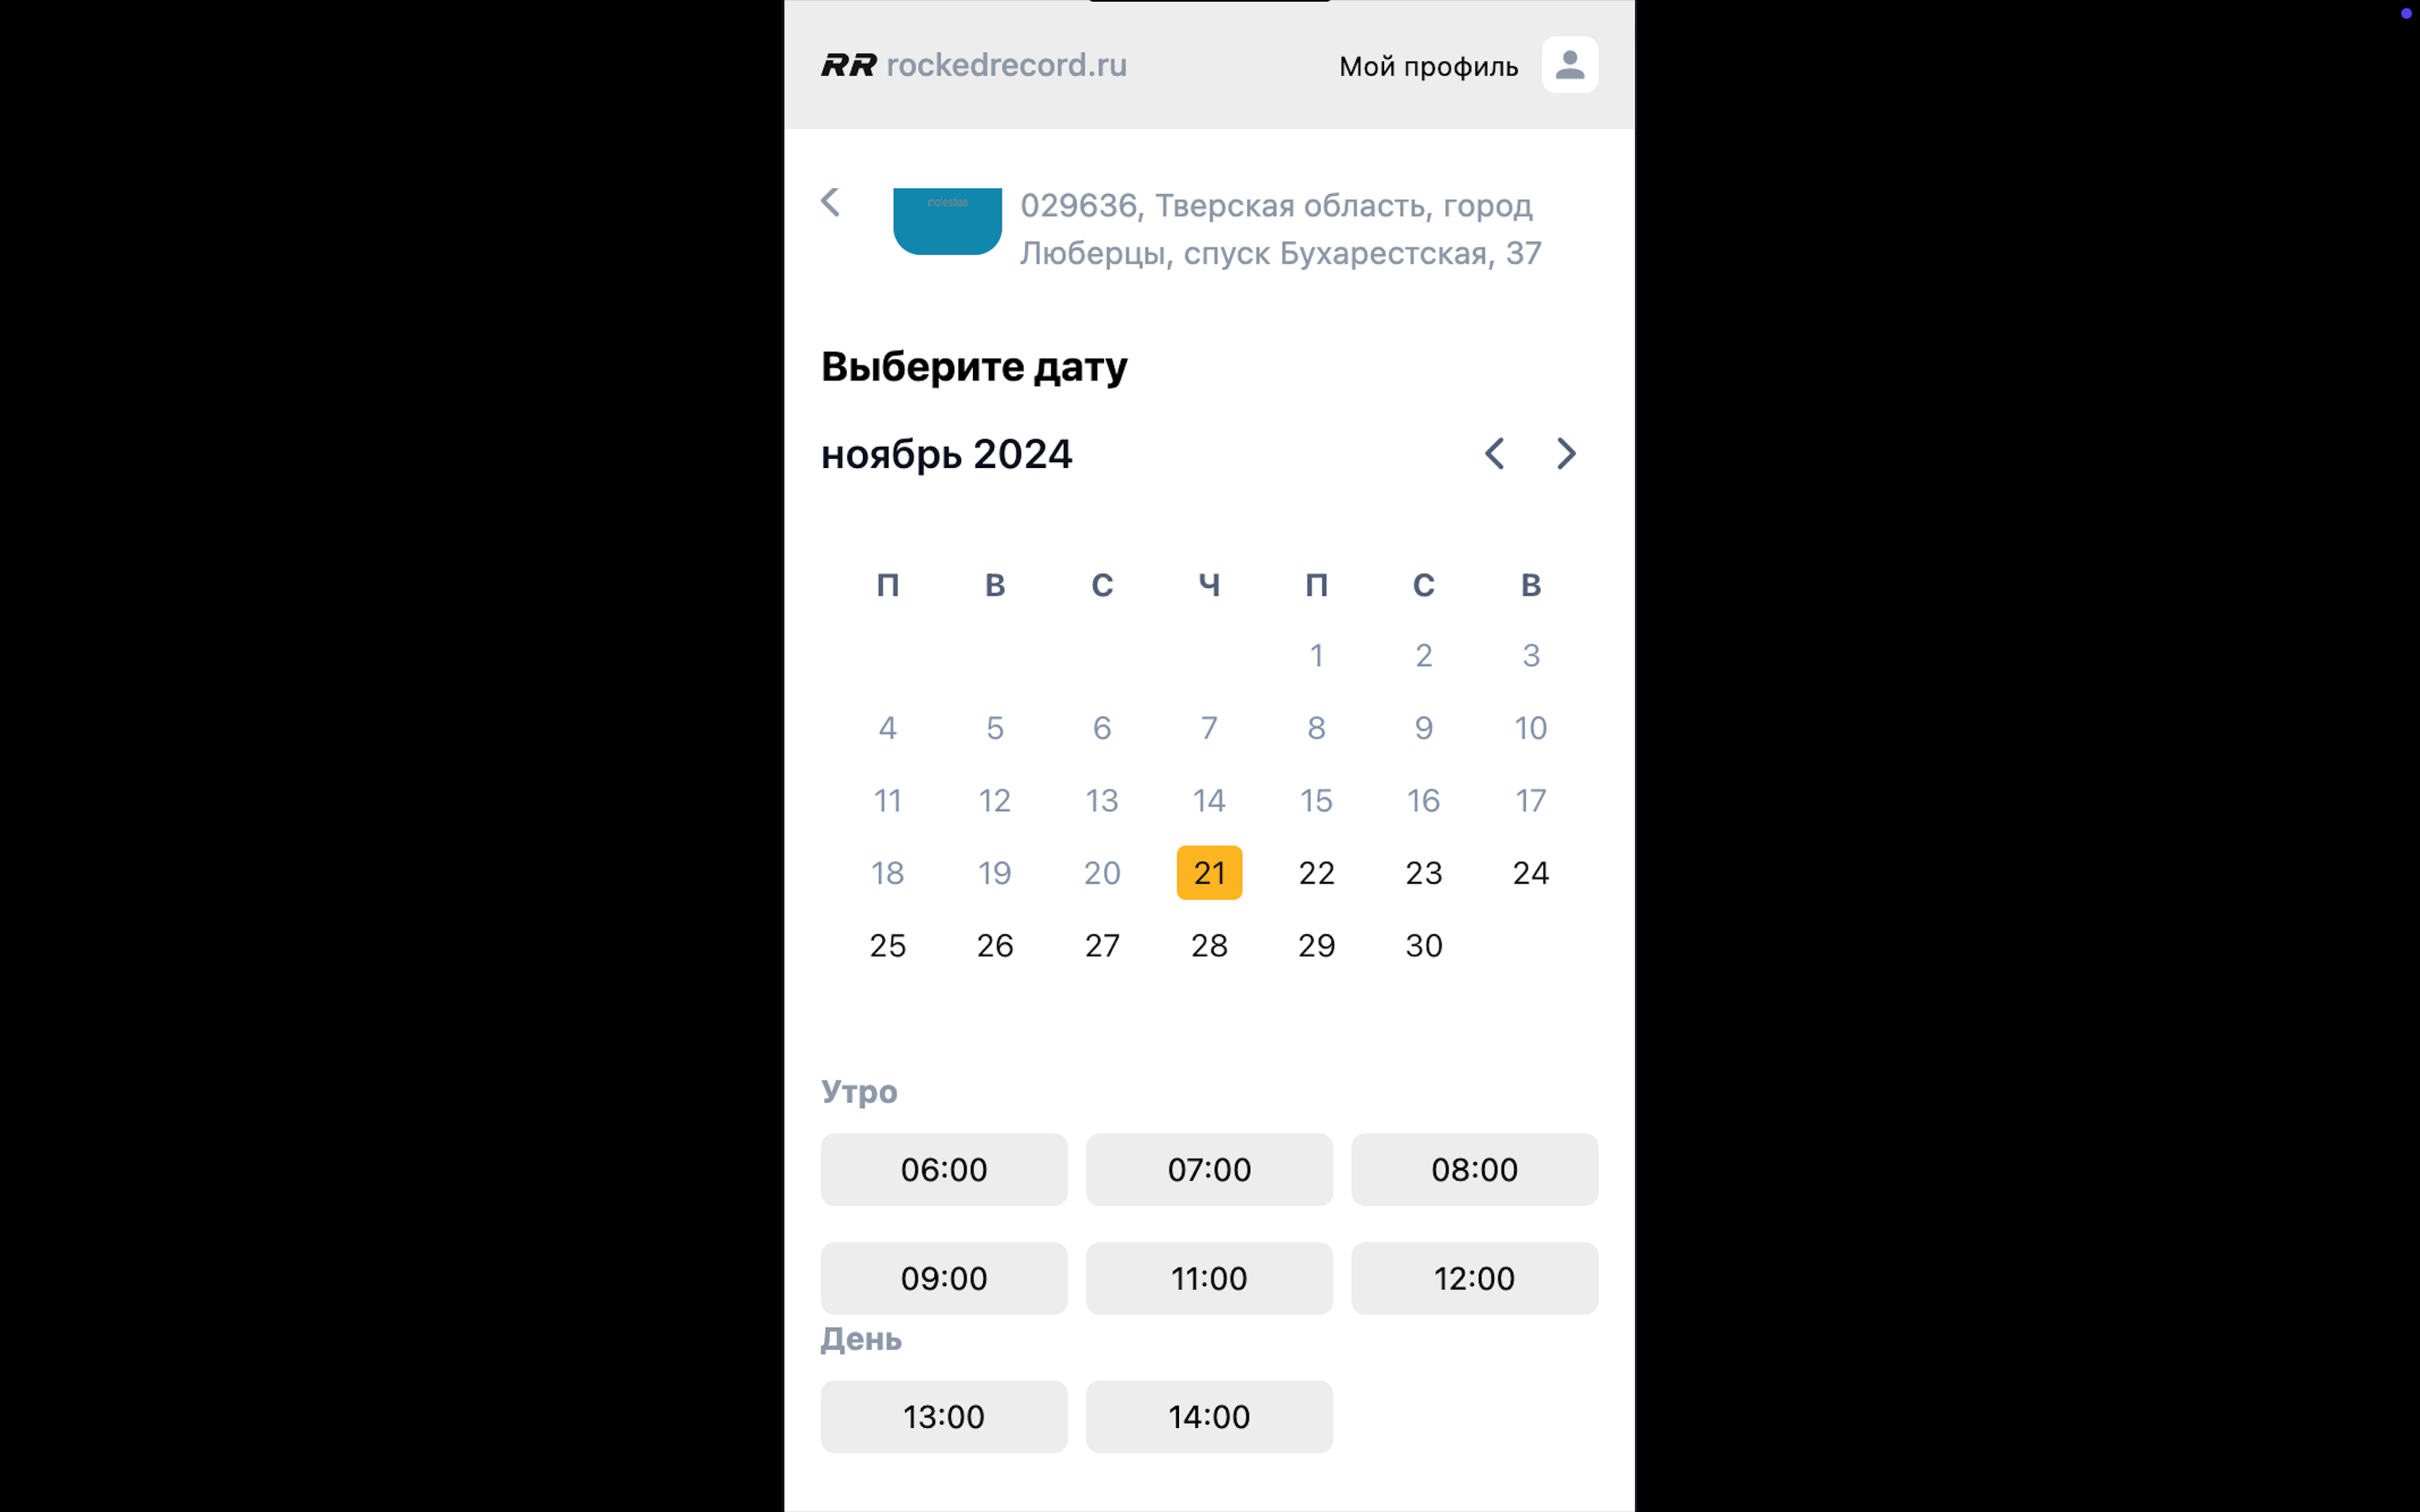 RR rockedrecord.ru Мой профиль
029636, Тверская область, город
Люберцы, спуск Бухарестская, 37
Выберите дату
ноябрь 2024
П В С Ч П С В
1 2 3
4 5 6 7 8 9 10
11 12 13 14 15 16 17
18 19 20 21 22 23 24
25 26 27 28 29 30
Утро
06:00 07:00 08:00
09:00 11:00 12:00
День
13:00 14:00